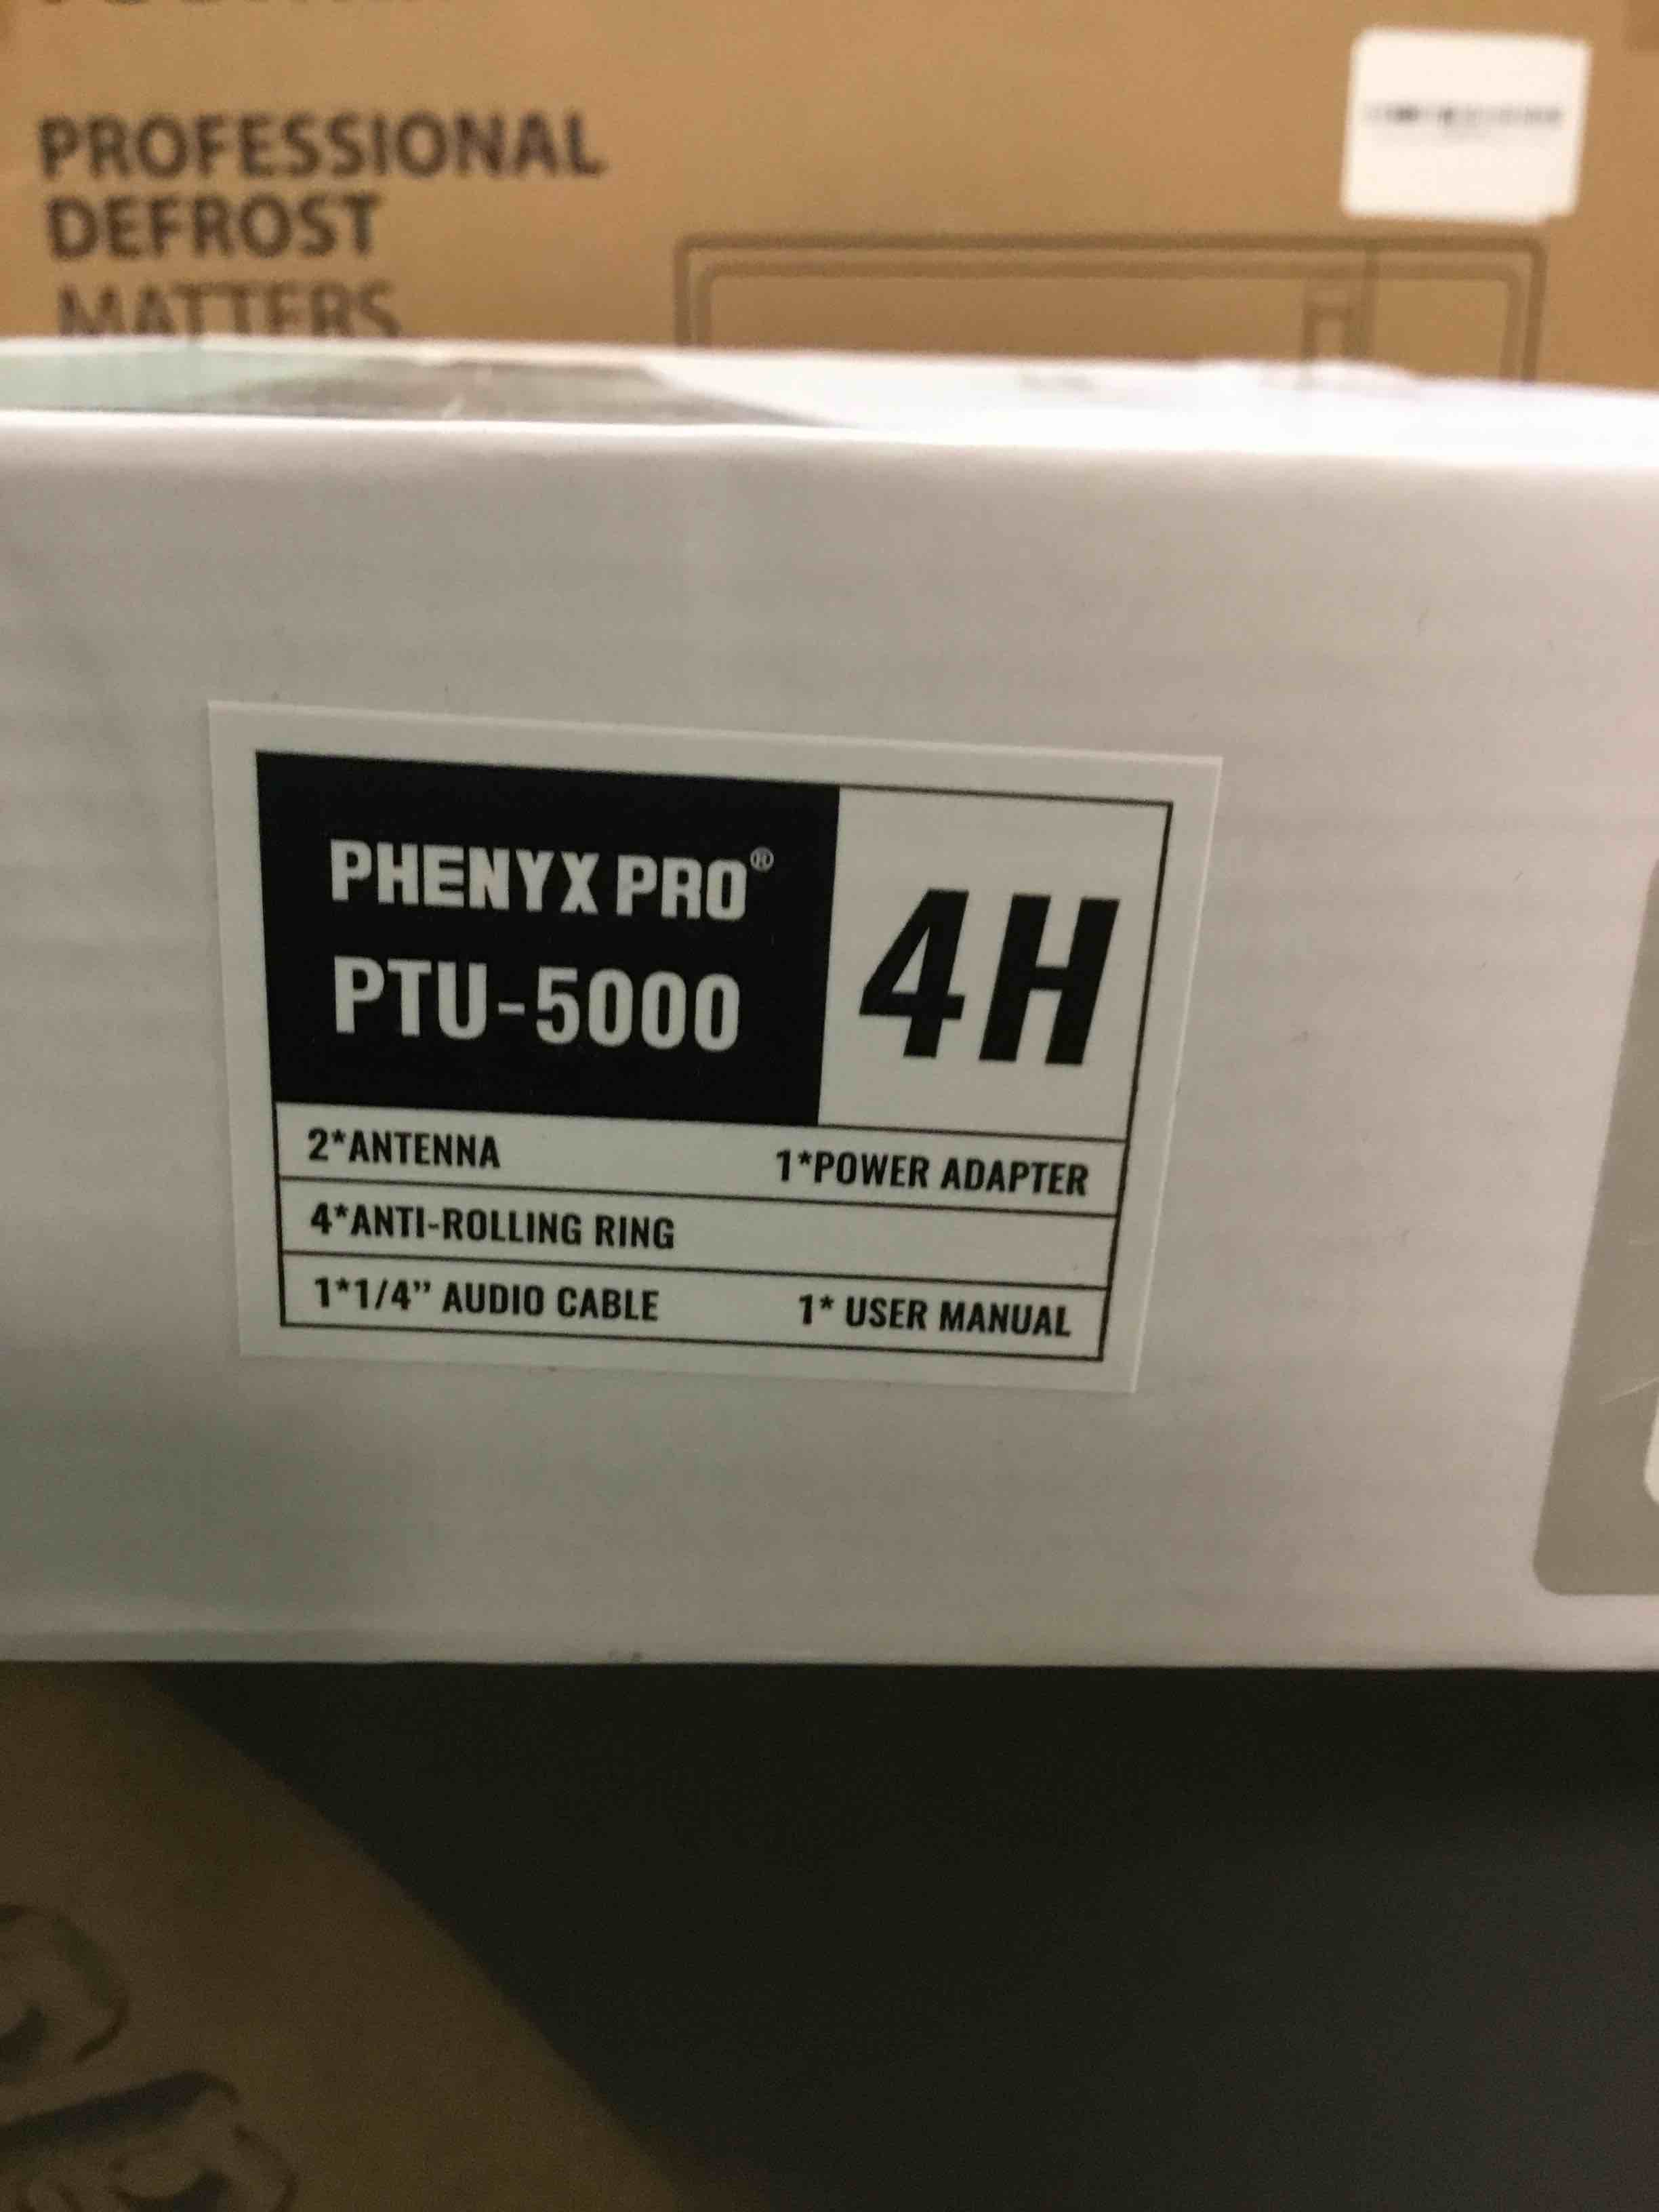 PROFESSIONAL
DEFROST
MATTERS
PHENYX PRO®
PTU-5000
4H
2*ANTENNA 1*POWER ADAPTER
4*ANTI-ROLLING RING
1*1/4” AUDIO CABLE 1* USER MANUAL